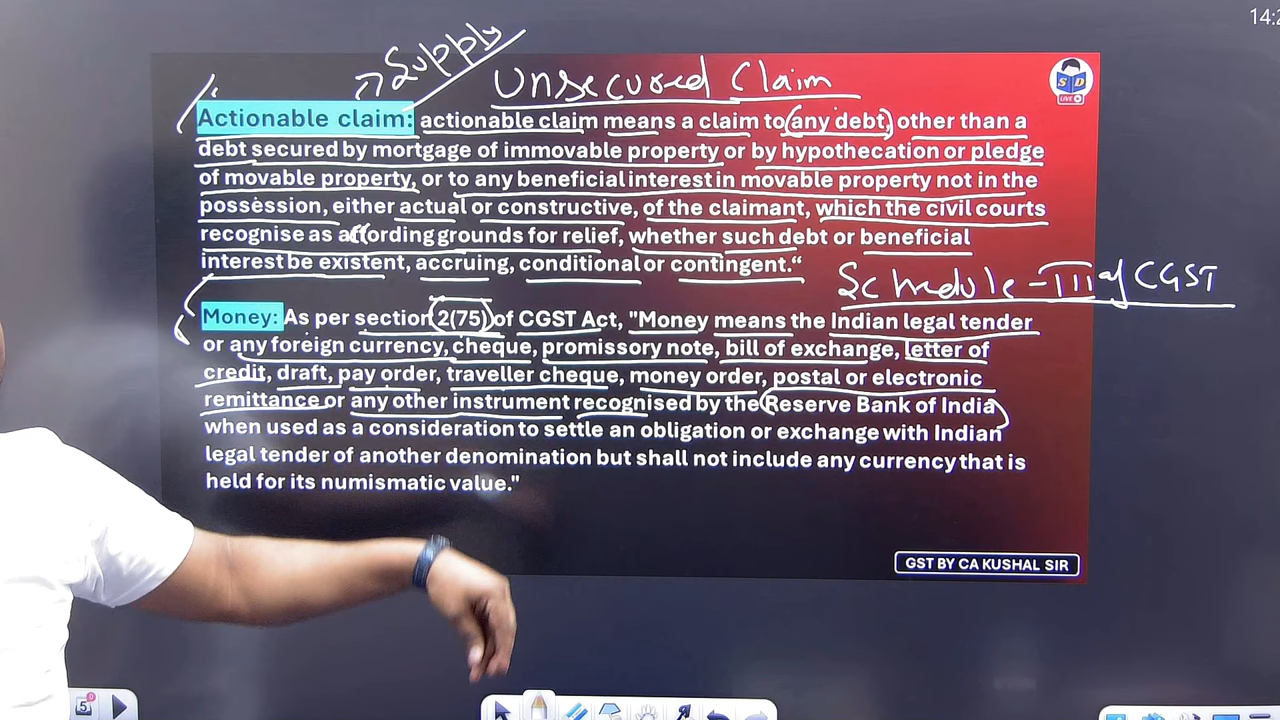 14:2
Supply
Unsecured Claim
S D
LIVE
Actionable claim: actionable claim means a claim to any debt, other than a
debt secured by mortgage of immovable property or by hypothecation or pledge
of movable property, or to any beneficial interest in movable property not in the
possession, either actual or constructive, of the claimant, which the civil courts
recognise as affording grounds for relief, whether such debt or beneficial
interest be existent, accruing, conditional or contingent.“
Schedule-III of CGST
Money: As per section 2(75) of CGST Act, "Money means the Indian legal tender
or any foreign currency, cheque, promissory note, bill of exchange, letter of
credit, draft, pay order, traveller cheque, money order, postal or electronic
remittance or any other instrument recognised by the Reserve Bank of India
when used as a consideration to settle an obligation or exchange with Indian
legal tender of another denomination but shall not include any currency that is
held for its numismatic value."
GST BY CA KUSHAL SIR
5
0